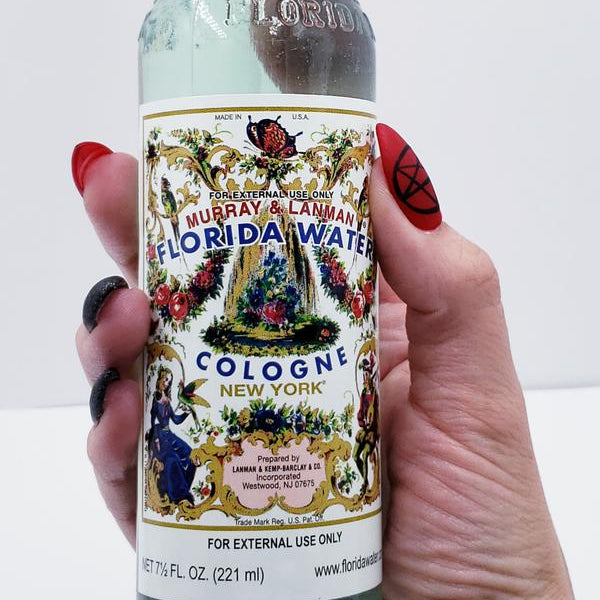 FLORIDA
MADE IN U.S.A.
FOR EXTERNAL USE ONLY
MURRAY & LANMAN
FLORIDA WATER
COLOGNE
NEW YORK
Prepared by
LANMAN & KEMP-BARCLAY & CO.
Incorporated
Westwood, NJ 07675
Trade Mark Reg. U.S. Pat. Off.
FOR EXTERNAL USE ONLY
NET 7½ FL. OZ. (221 ml) www.floridawater.